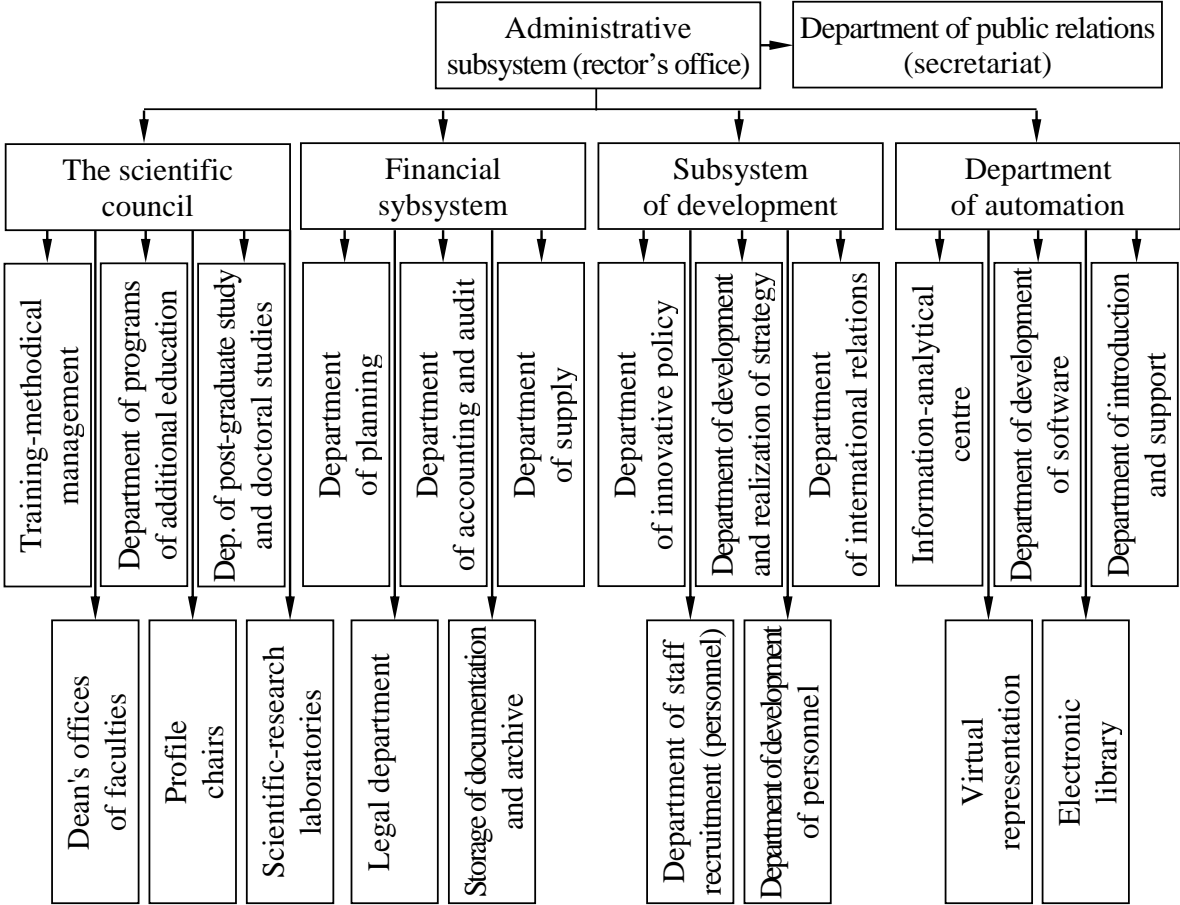 Administrative
subsystem (rector’s office)
Department of public relations
(secretariat)
The scientific
council
Financial
sybsystem
Subsystem
of development
Department
of automation
Training-methodical
management
Department of programs
of additional education
Dep. of post-graduate study
and doctoral studies
Department
of planning
Department
of accounting and audit
Department
of supply
Department
of innovative policy
Department of development
and realization of strategy
Department
of international relations
Information-analytical
centre
Department of development
of software
Department of introduction
and support
Dean's offices
of faculties
Profile
chairs
Scientific-research
laboratories
Legal department
Storage of documentation
and archive
Department of staff
recruitment (personnel)
Department of development
of personnel
Virtual
representation
Electronic
library